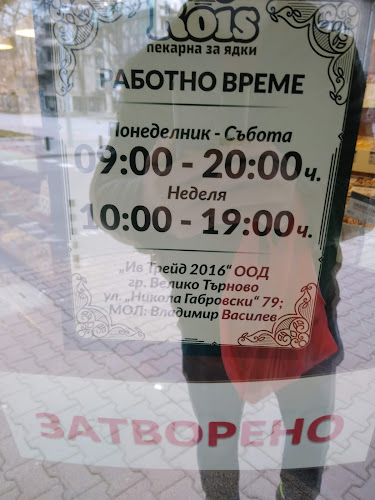 Rois
пекарна за ядки
РАБОТНО ВРЕМЕ
Понеделник - Събота
09:00 - 20:00ч.
Неделя
10:00 - 19:00ч.
„Ив Трейд 2016“ ООД
гр. Велико Търново
ул. „Никола Габровски“ 79;
МОЛ: Владимир Василев
ЗАТВОРЕНО